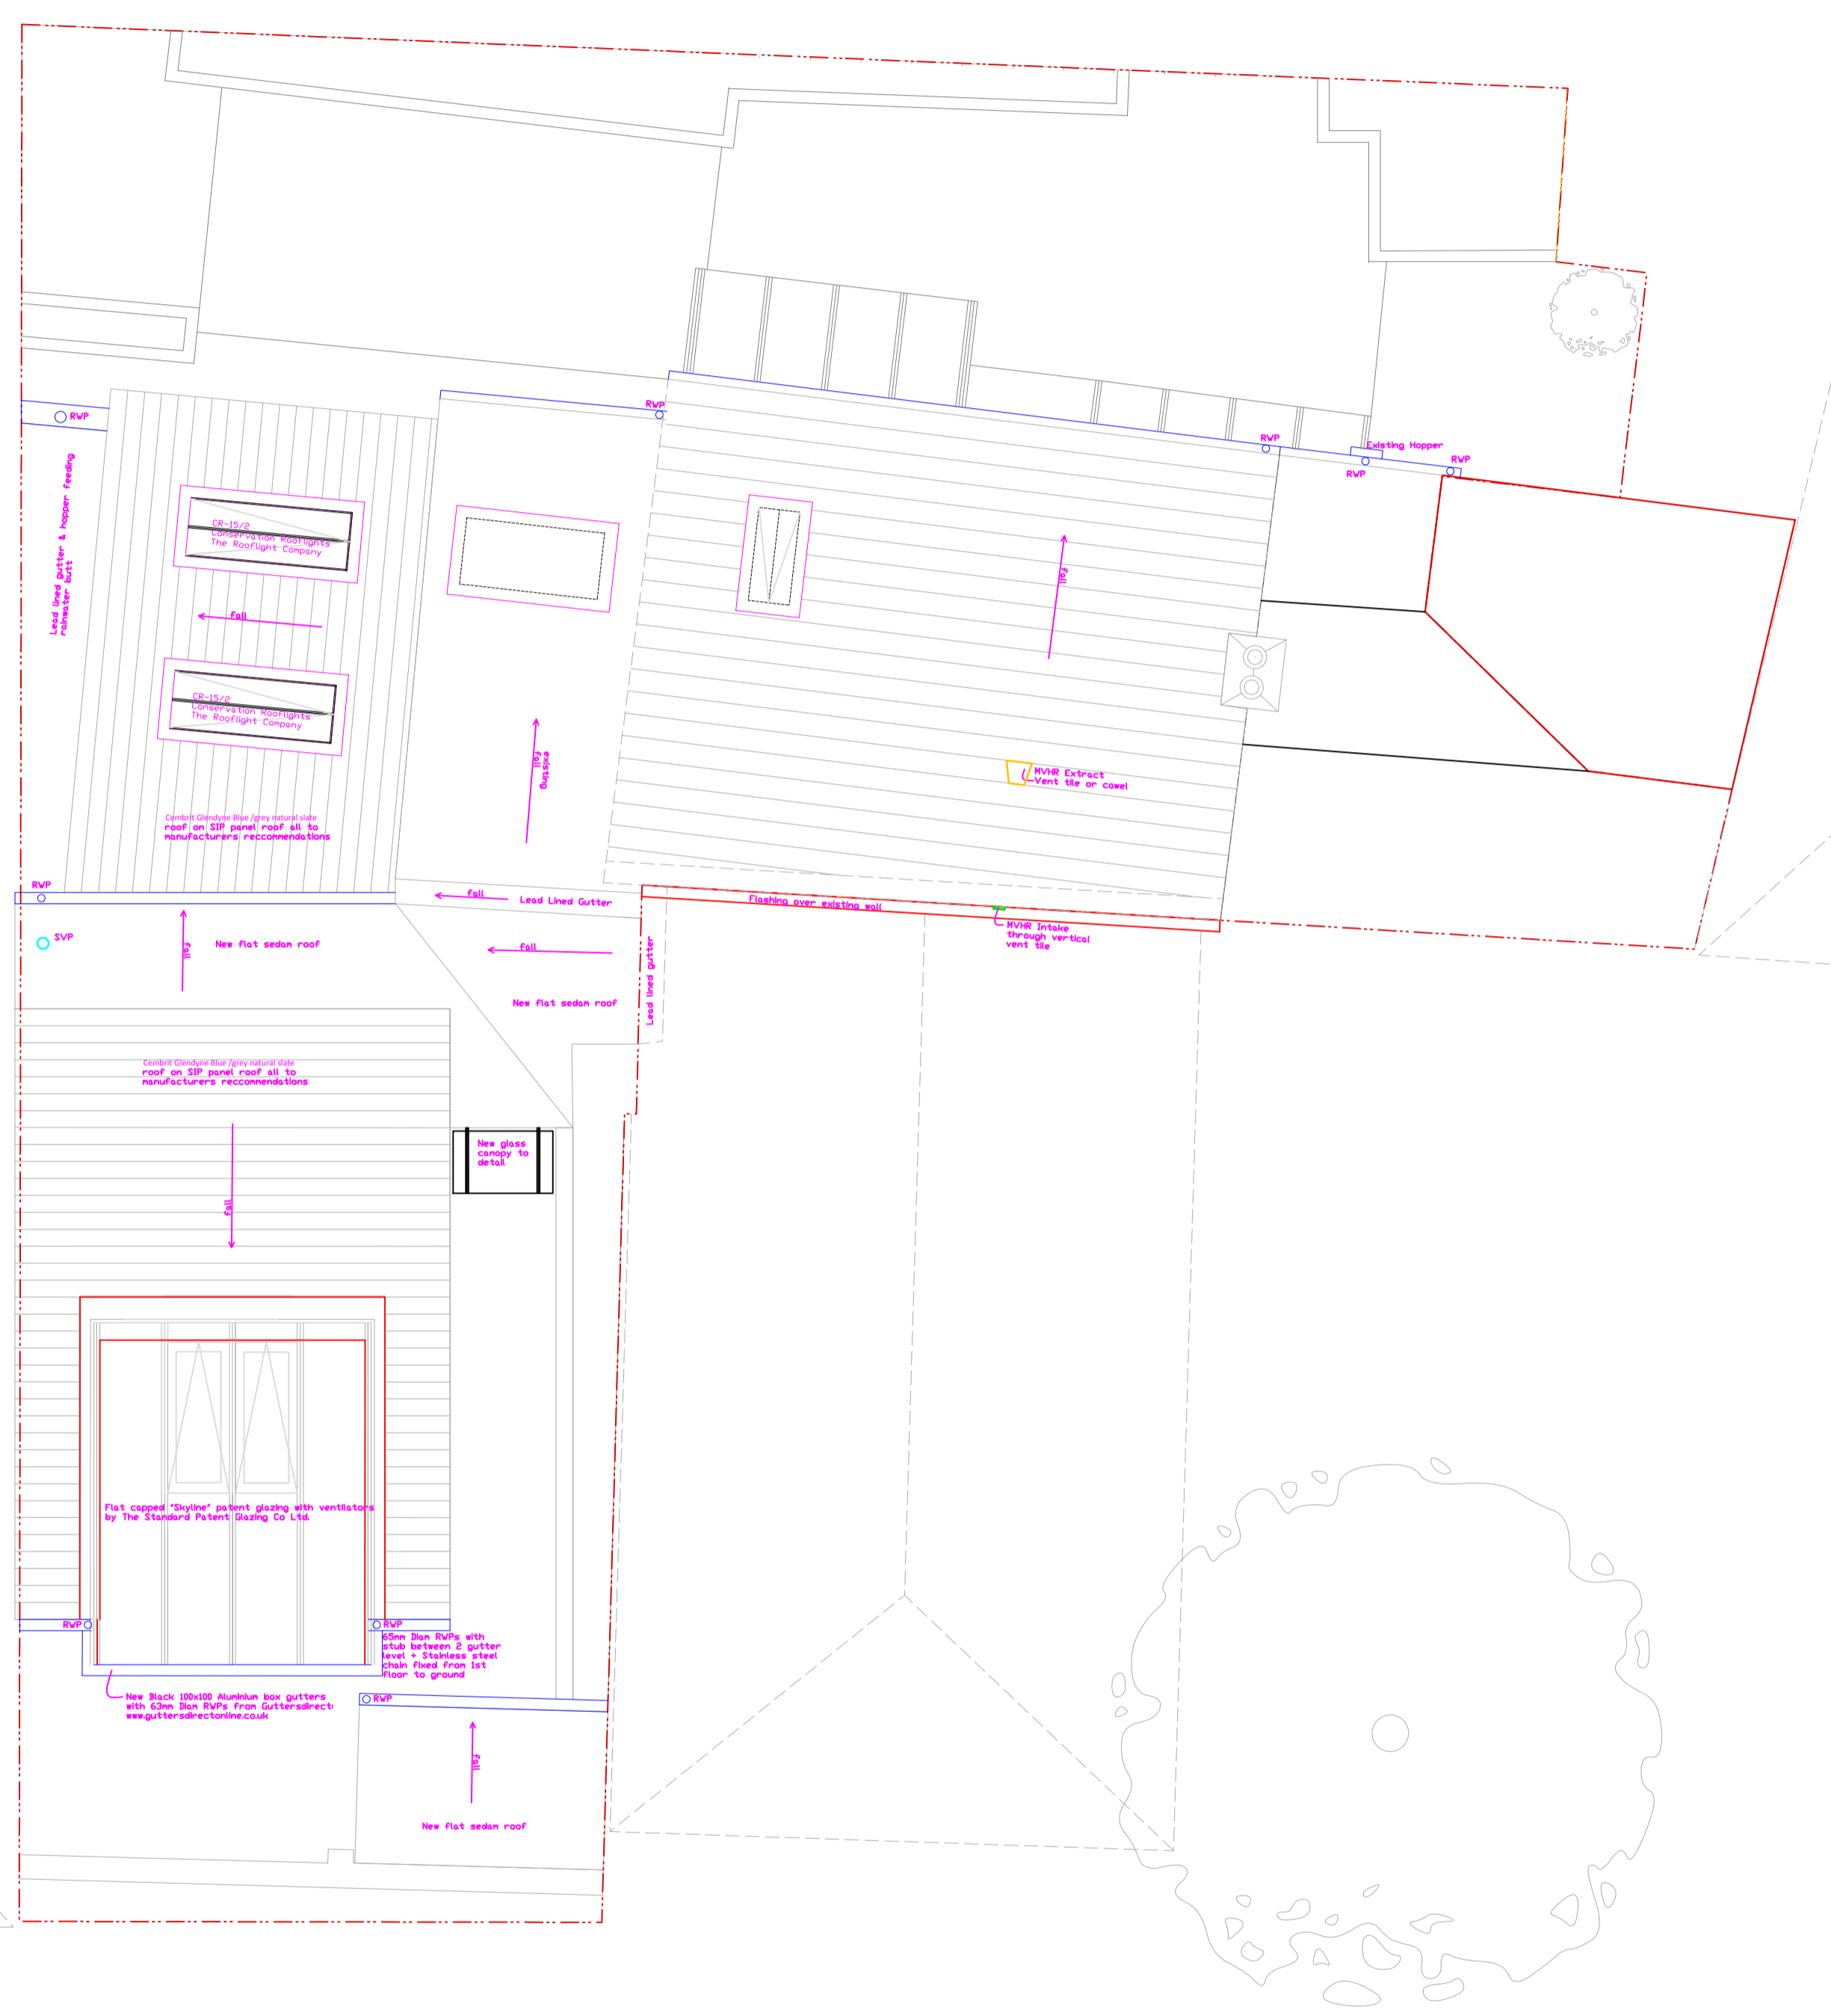 RWP
RWP
RWP
Existing Hopper
RWP
RWP
Lead lined gutter & hopper feeding
rainwater butt
CR-15/2
Conservation Rooflights
The Rooflight Company
fall
fall
CR-15/2
Conservation Rooflights
The Rooflight Company
existing
fall
MVHR Extract
Vent tile or cowel
Cembrit Glendyne Blue /grey natural slate
roof on SIP panel roof all to
manufacturers reccommendations
RWP
fall
Lead Lined Gutter
Flashing over existing wall
MVHR Intake
through vertical
vent tile
SVP
fall
New flat sedam roof
fall
Lead lined gutter
New flat sedam roof
Cembrit Glendyne Blue /grey natural slate
roof on SIP panel roof all to
manufacturers reccommendations
New glass
canopy to
detail
fall
Flat capped "Skyline" patent glazing with ventilators
by The Standard Patent Glazing Co Ltd.
RWP
RWP
65mm Diam RWPs with
stub between 2 gutter
level + Stainless steel
chain fixed from 1st
floor to ground
New Black 100x100 Aluminium box gutters
with 63mm Diam RWPs from Guttersdirect
www.guttersdirectonline.co.uk
RWP
fall
New flat sedam roof